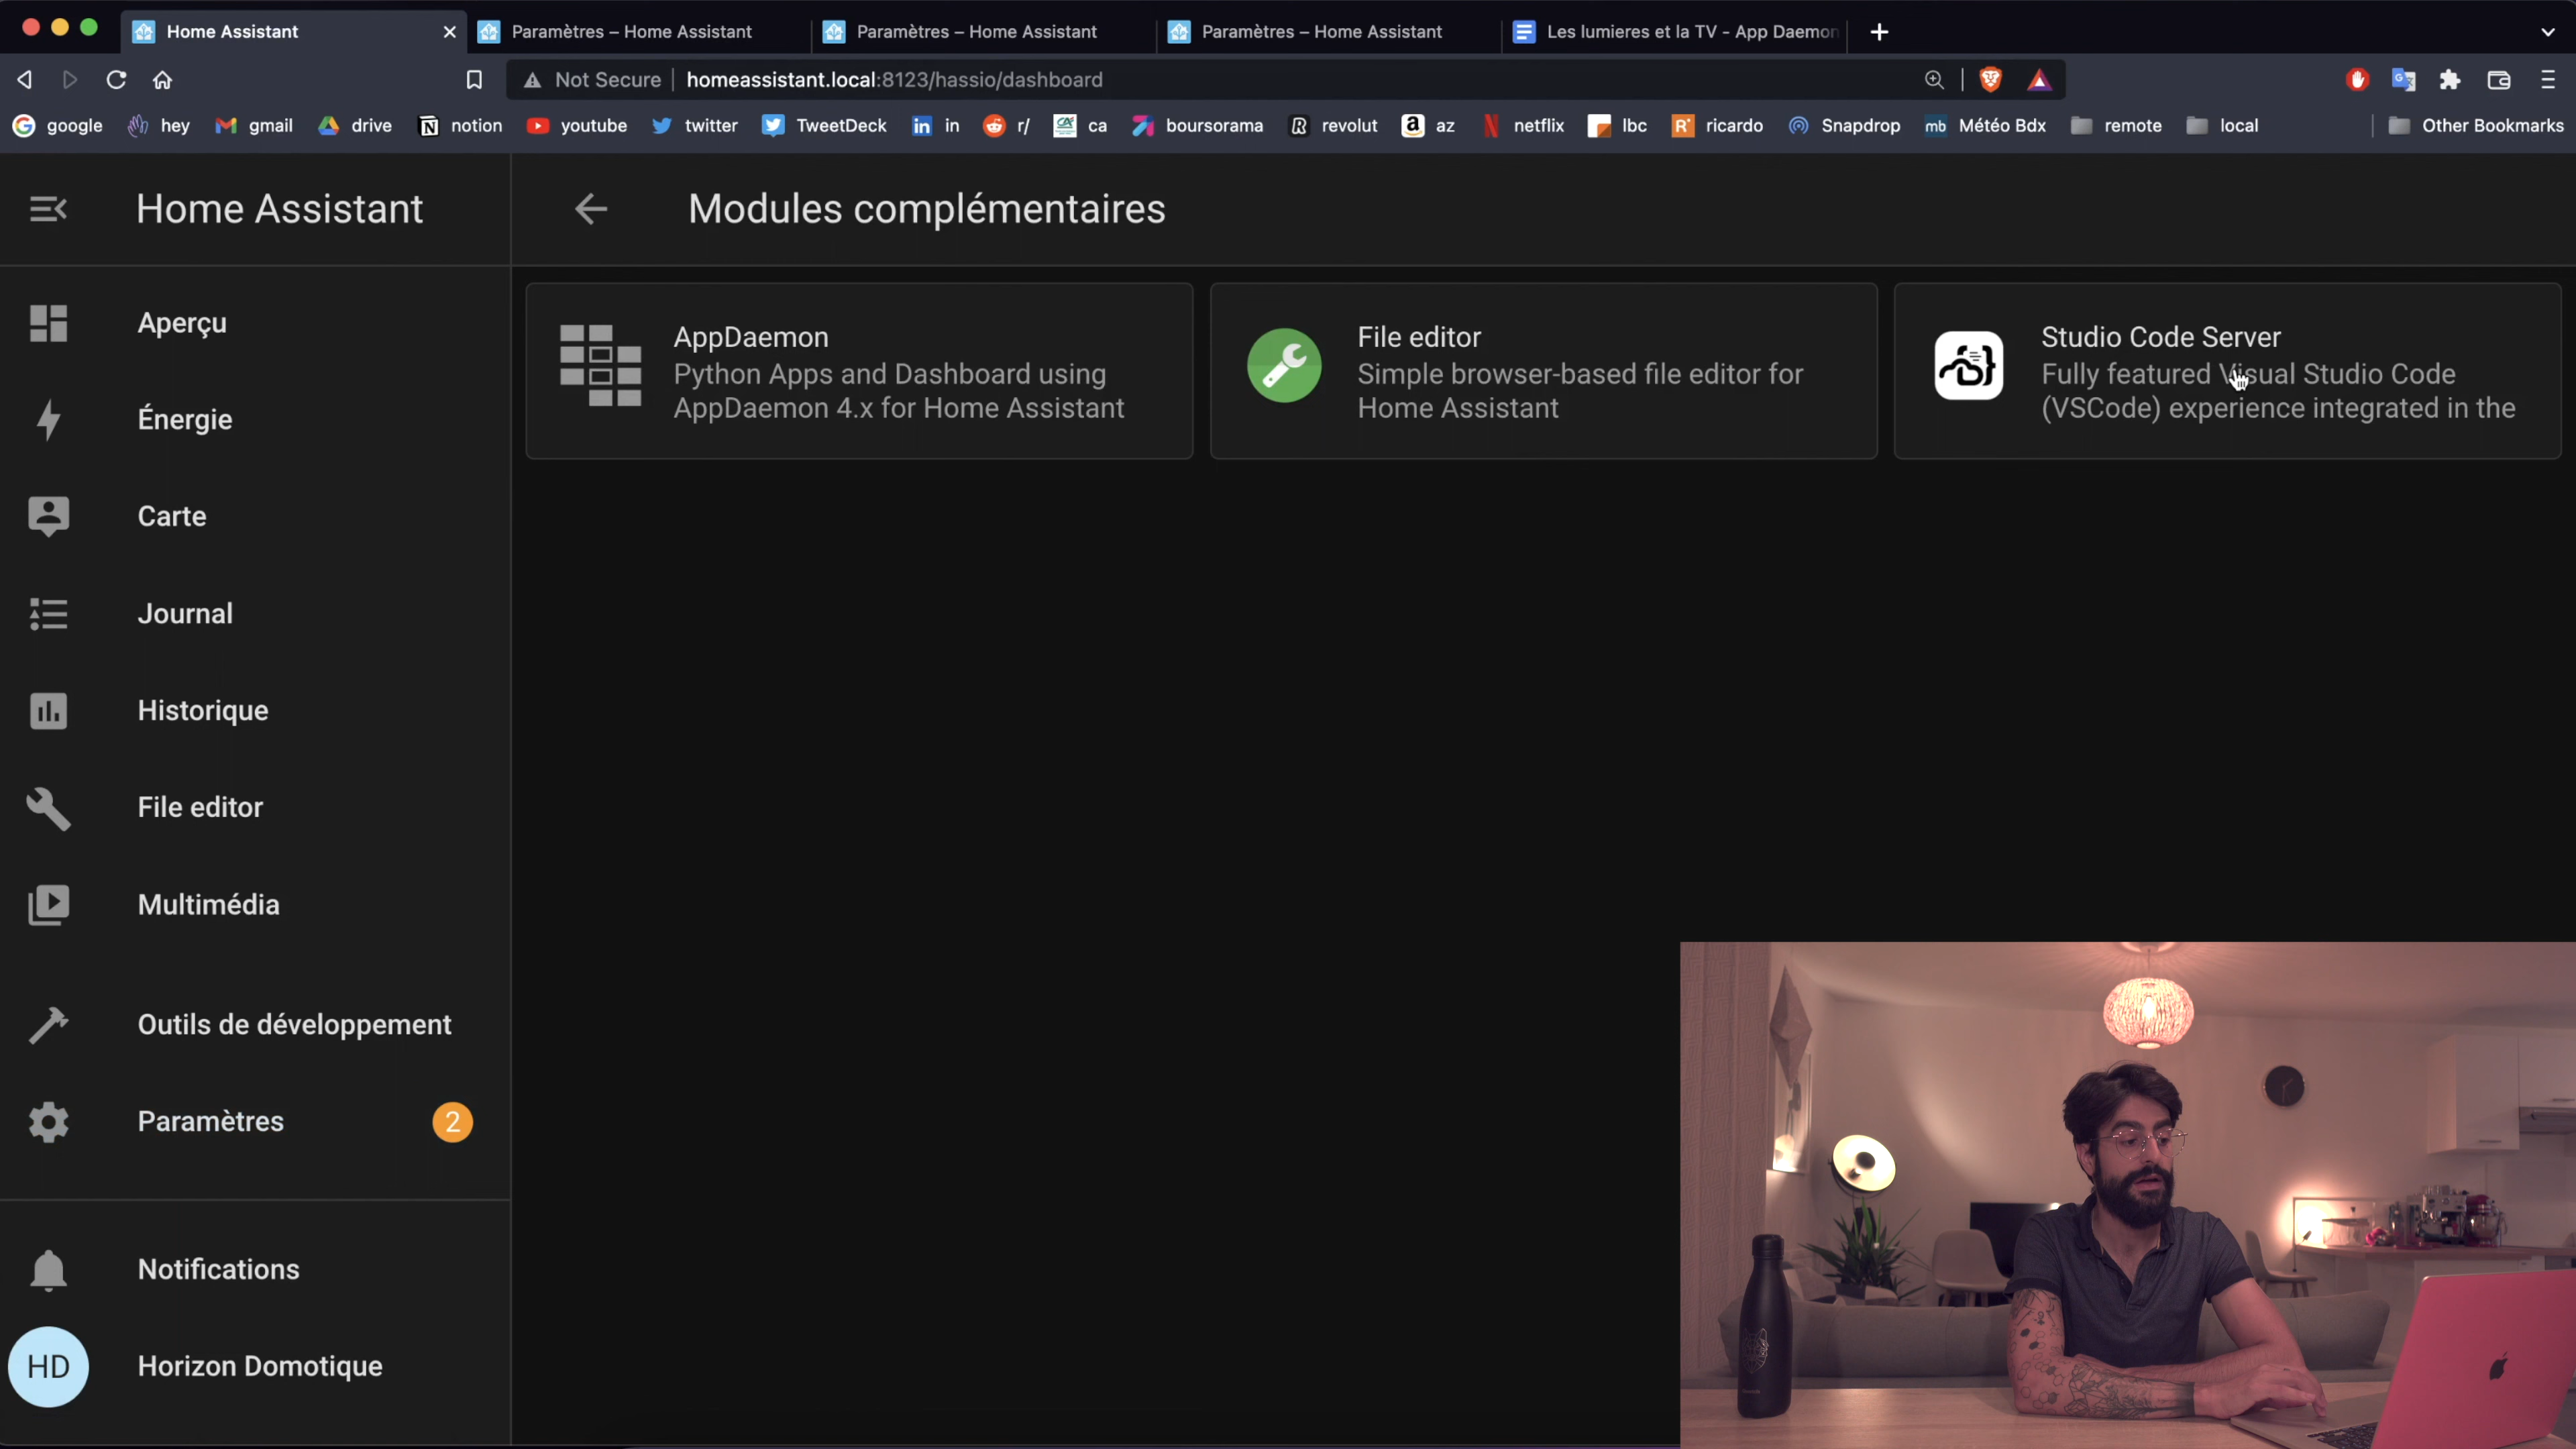 Home Assistant
Paramètres – Home Assistant
Paramètres – Home Assistant
Paramètres – Home Assistant
Les lumieres et la TV - App Daemon
Not Secure
homeassistant.local:8123/hassio/dashboard
google
hey
gmail
drive
notion
youtube
twitter
TweetDeck
in
r/
ca
boursorama
revolut
az
netflix
lbc
ricardo
Snapdrop
mb
Météo Bdx
remote
local
Other Bookmarks
Home Assistant
Modules complémentaires
Aperçu
Énergie
Carte
Journal
Historique
File editor
Multimédia
Outils de développement
Paramètres
2
Notifications
HD
Horizon Domotique
AppDaemon
Python Apps and Dashboard using
AppDaemon 4.x for Home Assistant
File editor
Simple browser-based file editor for
Home Assistant
Studio Code Server
Fully featured Visual Studio Code
(VSCode) experience integrated in the